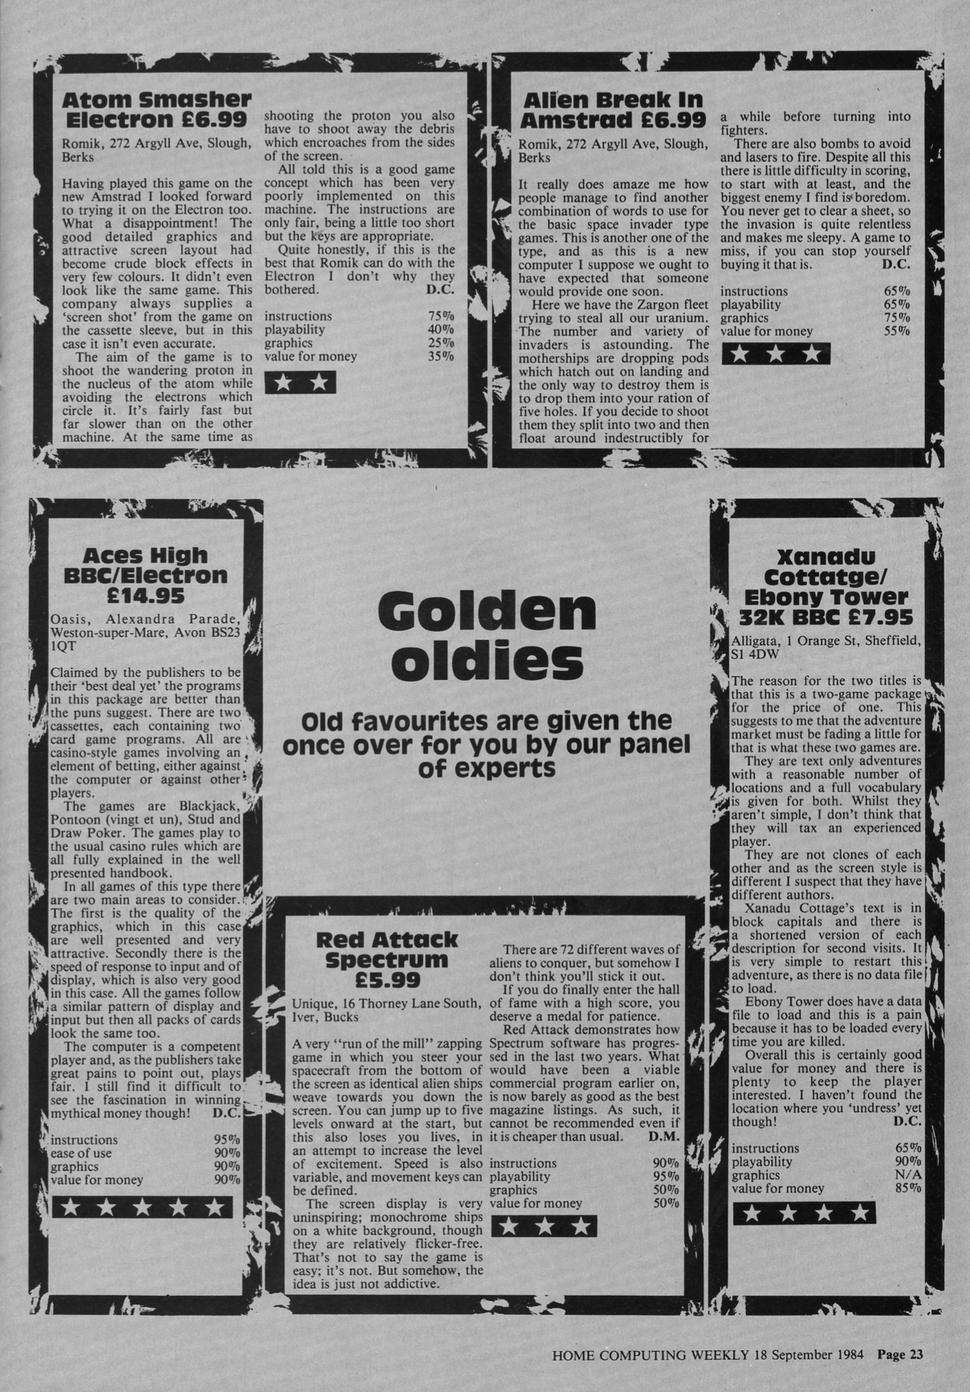 Atom Smasher
Electron £6.99
Romik, 272 Argyll Ave, Slough,
Berks
Having played this game on the
new Amstrad I looked forward
to trying it on the Electron too.
What a disappointment! The
good detailed graphics and
attractive screen layout had
become crude block effects in
very few colours. It didn't even
look like the same game. This
company always supplies a
'screen shot' from the game on
the cassette sleeve, but in this
case it isn't even accurate.
The aim of the game is to
shoot the wandering proton in
the nucleus of the atom while
avoiding the electrons which
circle it. It's fairly fast but
far slower than on the other
machine. At the same time as
shooting the proton you also
have to shoot away the debris
which encroaches from the sides
of the screen.
All told this is a good game
concept which has been very
poorly implemented on this
machine. The instructions are
only fair, being a little too short
but the keys are appropriate.
Quite honestly, if this is the
best that Romik can do with the
Electron I don't why they
bothered. D.C.
instructions 75%
playability 40%
graphics 25%
value for money 35%
★ ★
Alien Break In
Amstrad £6.99
Romik, 272 Argyll Ave, Slough,
Berks
It really does amaze me how
people manage to find another
combination of words to use for
the basic space invader type
games. This is another one of the
type, and as this is a new
computer I suppose we ought to
have expected that someone
would provide one soon.
Here we have the Zargon fleet
trying to steal all our uranium.
The number and variety of
invaders is astounding. The
motherships are dropping pods
which hatch out on landing and
the only way to destroy them is
to drop them into your ration of
five holes. If you decide to shoot
them they split into two and then
float around indestructibly for
a while before turning into
fighters.
There are also bombs to avoid
and lasers to fire. Despite all this
there is little difficulty in scoring,
to start with at least, and the
biggest enemy I find is boredom.
You never get to clear a sheet, so
the invasion is quite relentless
and makes me sleepy. A game to
miss, if you can stop yourself
buying it that is. D.C.
instructions 65%
playability 65%
graphics 75%
value for money 55%
★ ★ ★
Aces High
BBC/Electron
£14.95
Oasis, Alexandra Parade,
Weston-super-Mare, Avon BS23
1QT
Claimed by the publishers to be
their 'best deal yet' the programs
in this package are better than
the puns suggest. There are two
cassettes, each containing two
card game programs. All are
casino-style games involving an
element of betting, either against
the computer or against other
players.
The games are Blackjack,
Pontoon (vingt et un), Stud and
Draw Poker. The games play to
the usual casino rules which are
all fully explained in the well
presented handbook.
In all games of this type there
are two main areas to consider.
The first is the quality of the
graphics, which in this case
are well presented and very
attractive. Secondly there is the
speed of response to input and of
display, which is also very good
in this case. All the games follow
a similar pattern of display and
input but then all packs of cards
look the same too.
The computer is a competent
player and, as the publishers take
great pains to point out, plays
fair. I still find it difficult to
see the fascination in winning
mythical money though! D.C.
instructions 95%
ease of use 90%
graphics 90%
value for money 90%
★ ★ ★ ★ ★
Golden
oldies
Old favourites are given the
once over for you by our panel
of experts
Red Attack
Spectrum
£5.99
Unique, 16 Thorney Lane South,
Iver, Bucks
A very "run of the mill" zapping
game in which you steer your
spacecraft from the bottom of
the screen as identical alien ships
weave towards you down the
screen. You can jump up to five
levels onward at the start, but
this also loses you lives, in
an attempt to increase the level
of excitement. Speed is also
variable, and movement keys can
be defined.
The screen display is very
uninspiring; monochrome ships
on a white background, though
they are relatively flicker-free.
That's not to say the game is
easy; it's not. But somehow, the
idea is just not addictive.
There are 72 different waves of
aliens to conquer, but somehow I
don't think you'll stick it out.
If you do finally enter the hall
of fame with a high score, you
deserve a medal for patience.
Red Attack demonstrates how
Spectrum software has progres-
sed in the last two years. What
would have been a viable
commercial program earlier on,
is now barely as good as the best
magazine listings. As such, it
cannot be recommended even if
it is cheaper than usual. D.M.
instructions 90%
playability 95%
graphics 50%
value for money 50%
★ ★ ★
Xanadu
Cottatge/
Ebony Tower
32K BBC £7.95
Alligata, 1 Orange St, Sheffield,
S1 4DW
The reason for the two titles is
that this is a two-game package
for the price of one. This
suggests to me that the adventure
market must be fading a little for
that is what these two games are.
They are text only adventures
with a reasonable number of
locations and a full vocabulary
is given for both. Whilst they
aren't simple, I don't think that
they will tax an experienced
player.
They are not clones of each
other and as the screen style is
different I suspect that they have
different authors.
Xanadu Cottage's text is in
block capitals and there is
a shortened version of each
description for second visits. It
is very simple to restart this
adventure, as there is no data file
to load.
Ebony Tower does have a data
file to load and this is a pain
because it has to be loaded every
time you are killed.
Overall this is certainly good
value for money and there is
plenty to keep the player
interested. I haven't found the
location where you 'undress' yet
though! D.C.
instructions 65%
playability 90%
graphics N/A
value for money 85%
★ ★ ★ ★
HOME COMPUTING WEEKLY 18 September 1984 Page 23